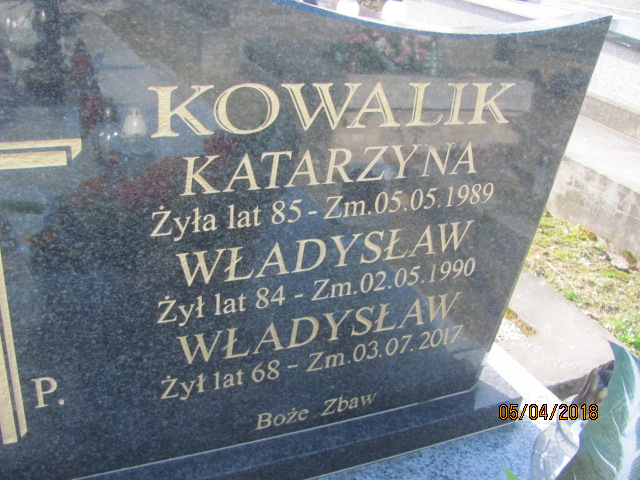 KOWALIK
KATARZYNA
Żyła lat 85 - Zm.05.05.1989
WŁADYSŁAW
Żył lat 84 - Zm.02.05.1990
WŁADYSŁAW
Żył lat 68 - Zm.03.07.2017
P.
Boże Zbaw
05/04/2018